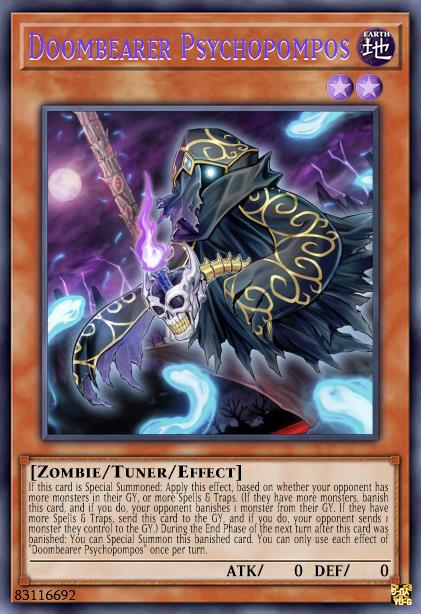 Doombearer Psychopompos
EARTH
地
[Zombie/Tuner/Effect]
If this card is Special Summoned: Apply this effect, based on whether your opponent has
more monsters in their GY, or more Spells & Traps. (If they have more monsters, banish
this card, and if you do, your opponent banishes 1 monster from their GY. If they have
more Spells & Traps, send this card to the GY, and if you do, your opponent sends 1
monster they control to the GY.) During the End Phase of the next turn after this card was
banished: You can Special Summon this banished card. You can only use each effect of
"Doombearer Psychopompos" once per turn.
ATK/ 0 DEF/ 0
83116692